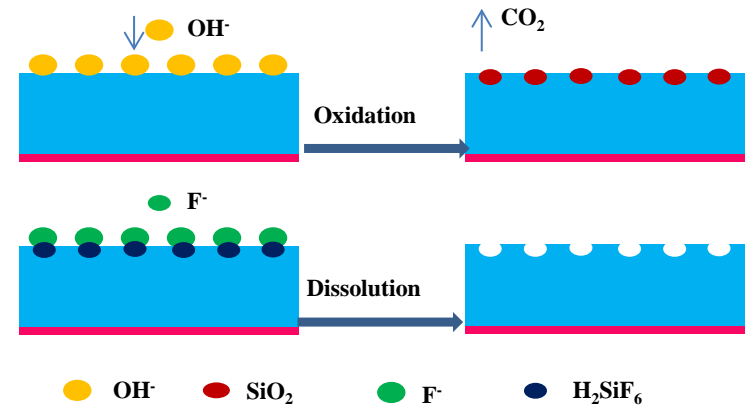 OH⁻
CO₂
Oxidation
F⁻
Dissolution
OH⁻ SiO₂ F⁻ H₂SiF₆